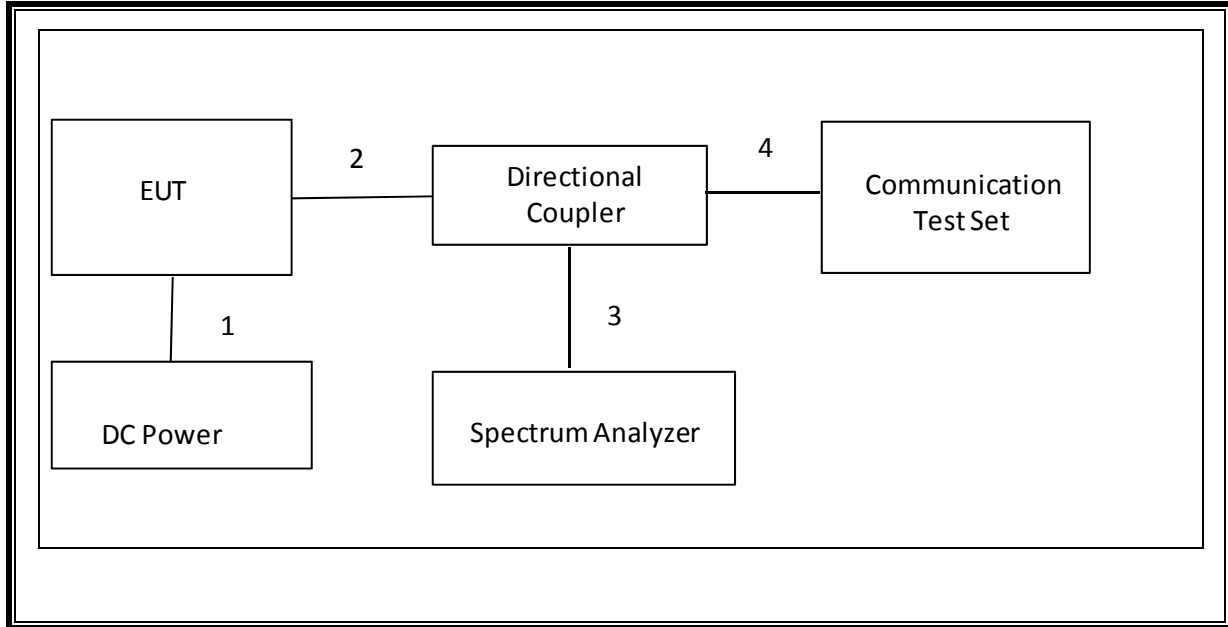 EUT
2
Directional
Coupler
4
Communication
Test Set
1
3
DC Power
Spectrum Analyzer